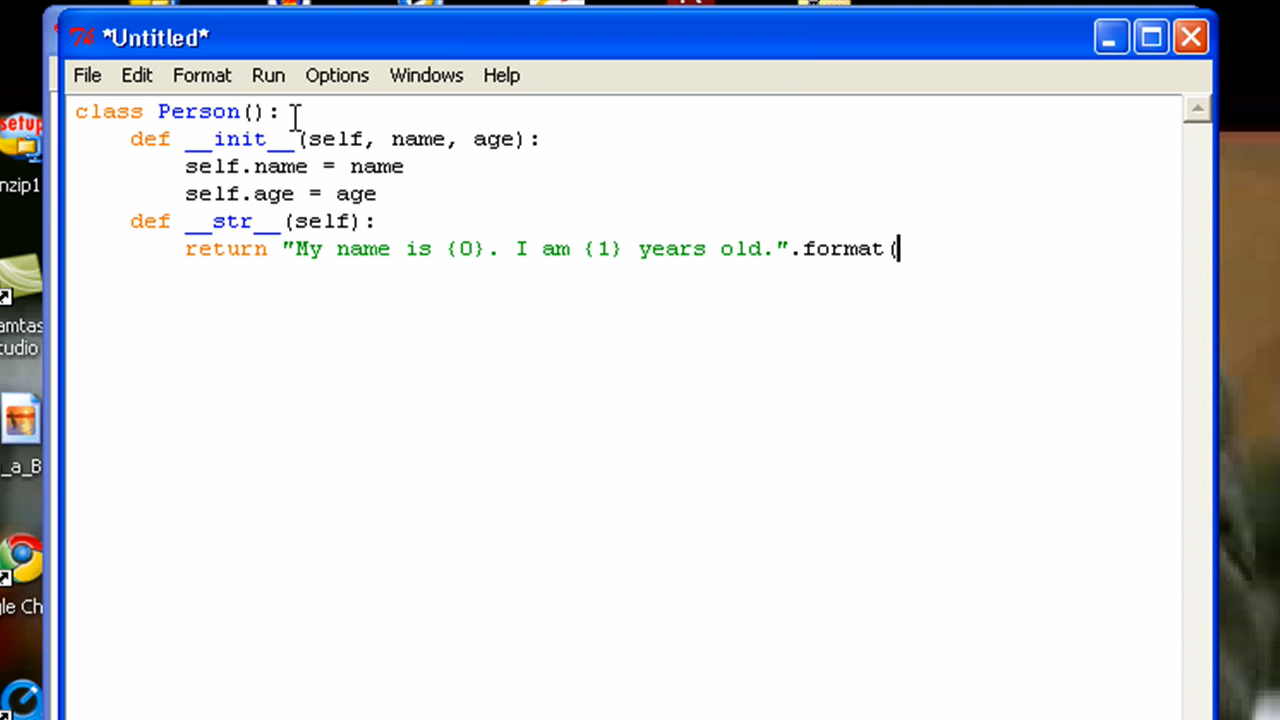 *Untitled*
File Edit Format Run Options Windows Help
class Person():
def __init__(self, name, age):
self.name = name
self.age = age
def __str__(self):
return "My name is {0}. I am {1} years old.".format(
setup
nzip1
amtas
tudio
_a_B
gle Ch